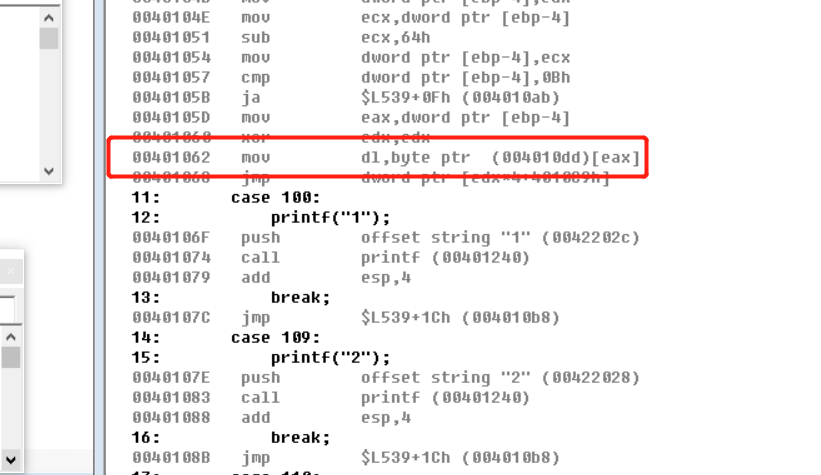 0040104E mov ecx,dword ptr [ebp-4]
00401051 sub ecx,64h
00401054 mov dword ptr [ebp-4],ecx
00401057 cmp dword ptr [ebp-4],0Bh
0040105B ja $L539+0Fh (004010ab)
0040105D mov eax,dword ptr [ebp-4]
00401060 xor edx,edx
00401062 mov dl,byte ptr (004010dd)[eax]
00401068 jmp dword ptr [edx*4+401089h]
11: case 100:
12: printf("1");
0040106F push offset string "1" (0042202c)
00401074 call printf (00401240)
00401079 add esp,4
13: break;
0040107C jmp $L539+1Ch (004010b8)
14: case 109:
15: printf("2");
0040107E push offset string "2" (00422028)
00401083 call printf (00401240)
00401088 add esp,4
16: break;
0040108B jmp $L539+1Ch (004010b8)